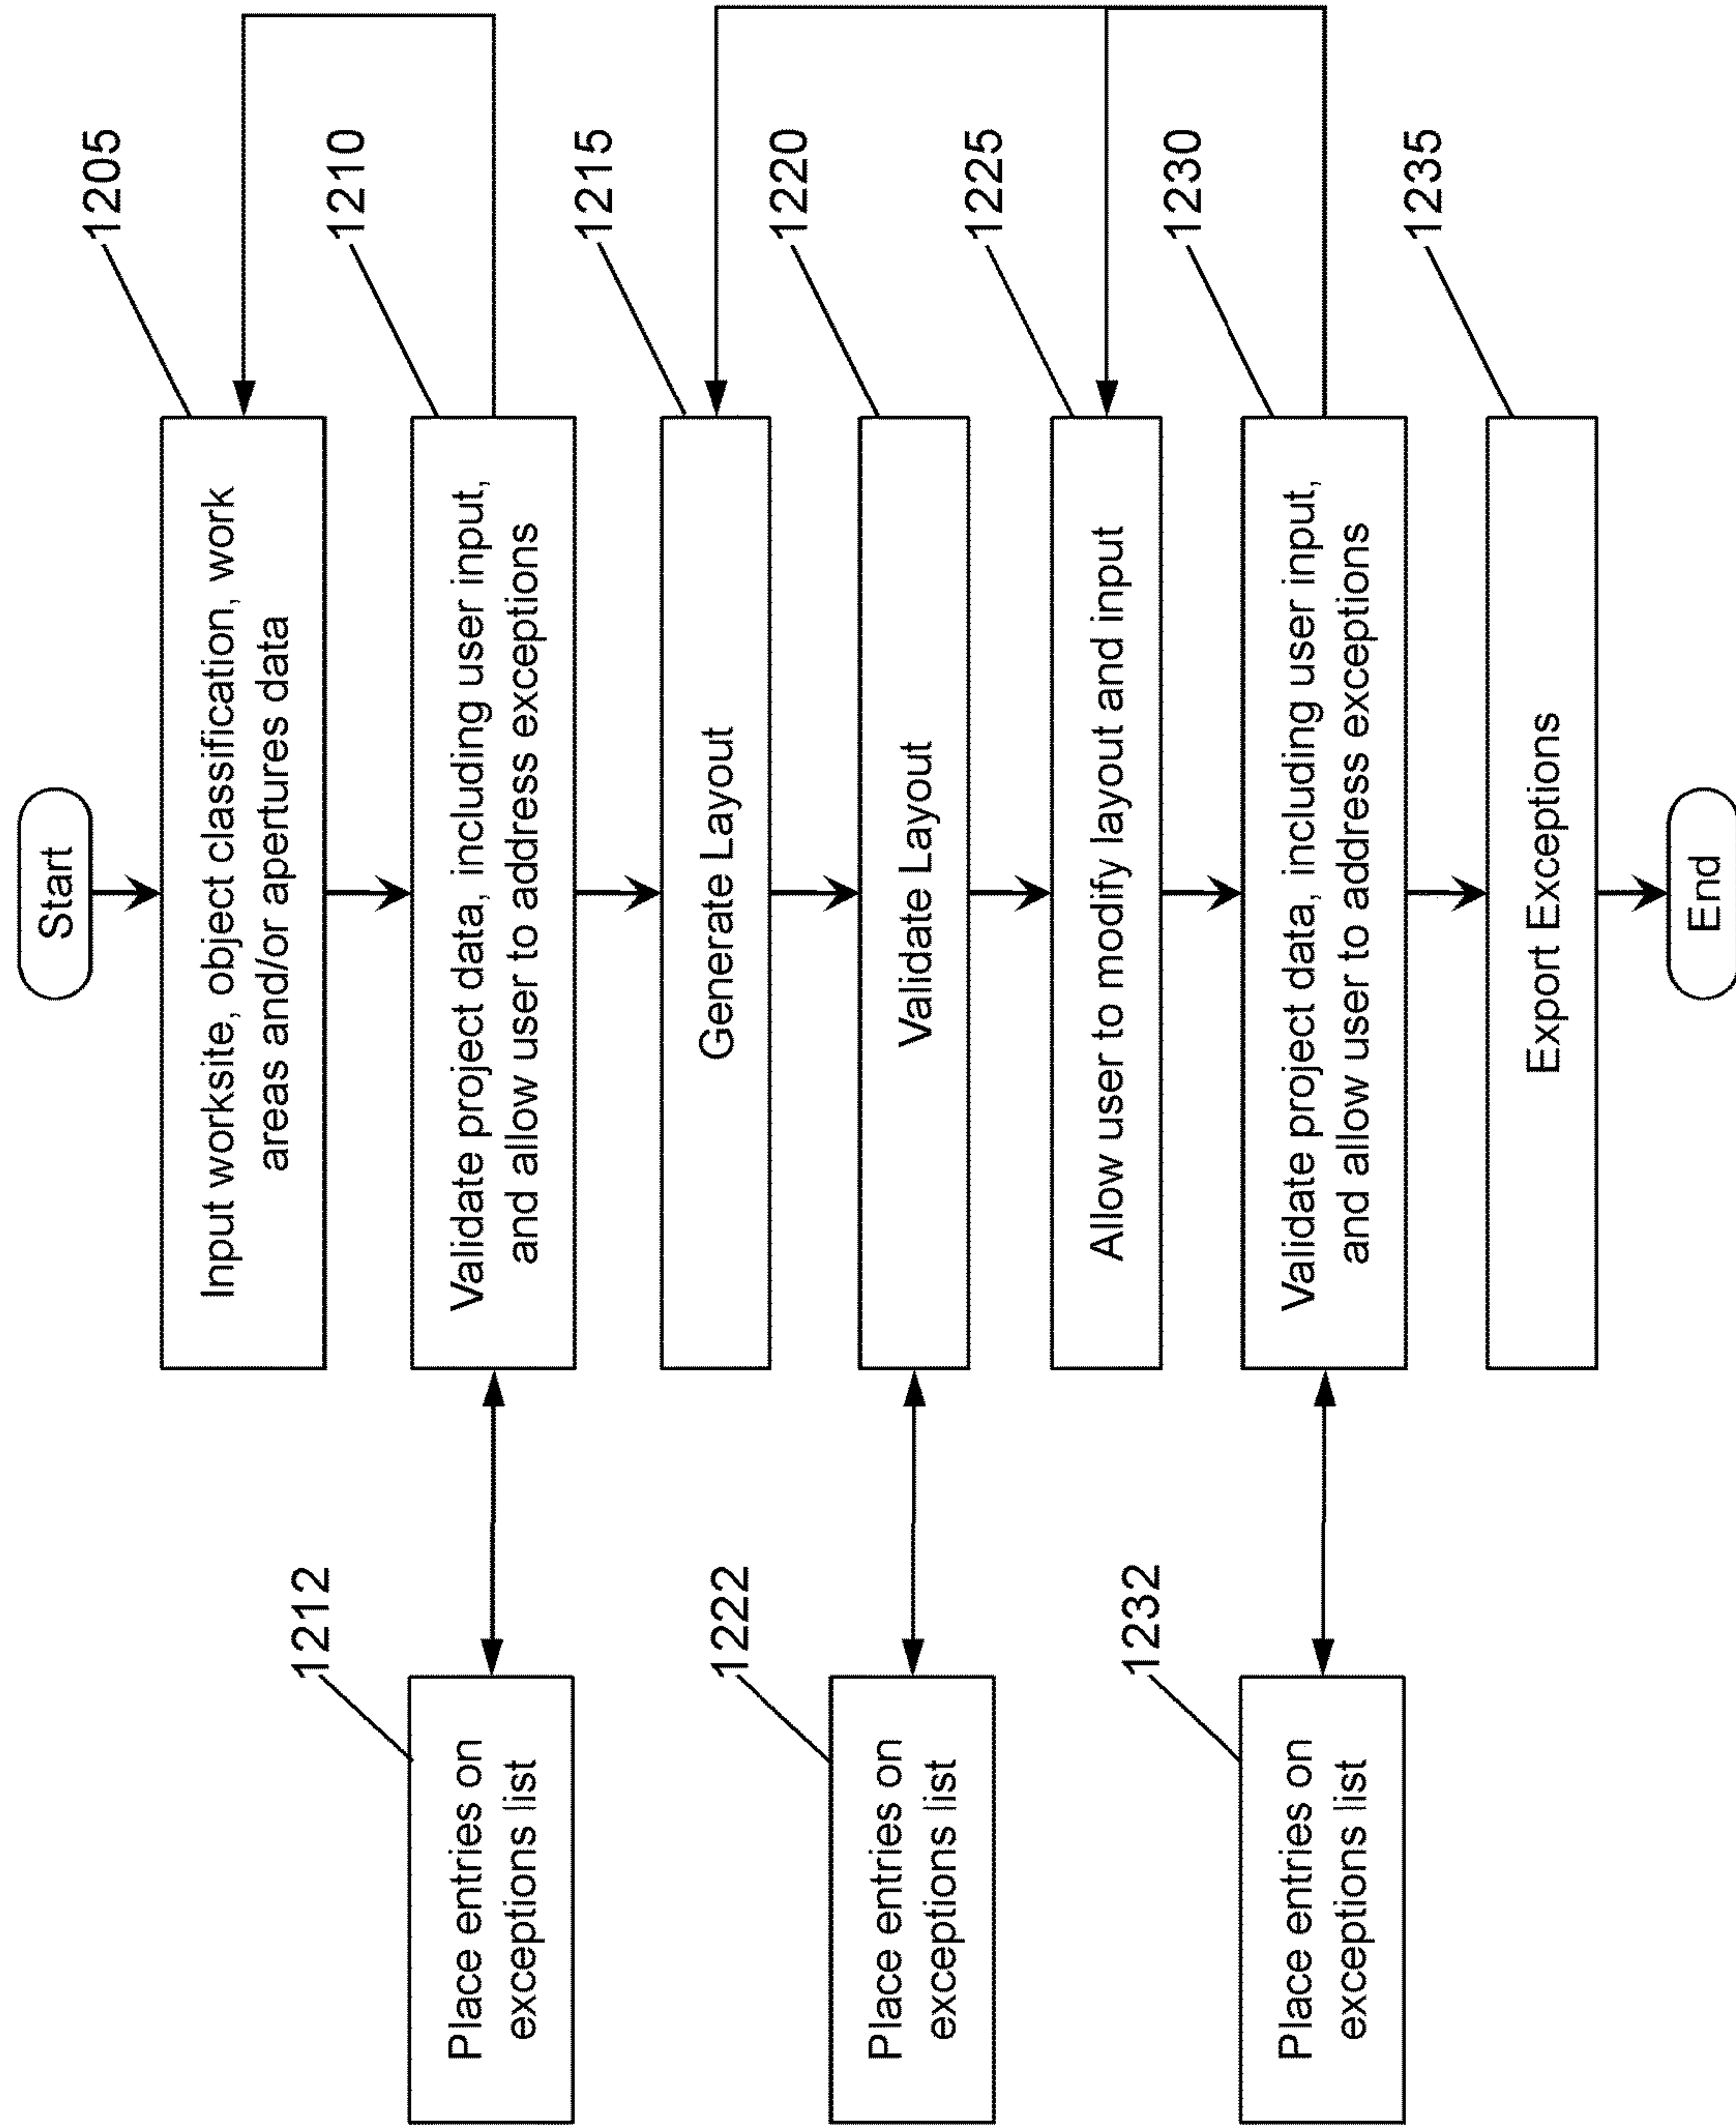 Start
1205
Input worksite, object classification, work
areas and/or apertures data
1210
Validate project data, including user input,
and allow user to address exceptions
1212
Place entries on
exceptions list
1215
Generate Layout
1220
Validate Layout
1222
Place entries on
exceptions list
1225
Allow user to modify layout and input
1230
Validate project data, including user input,
and allow user to address exceptions
1232
Place entries on
exceptions list
1235
Export Exceptions
End